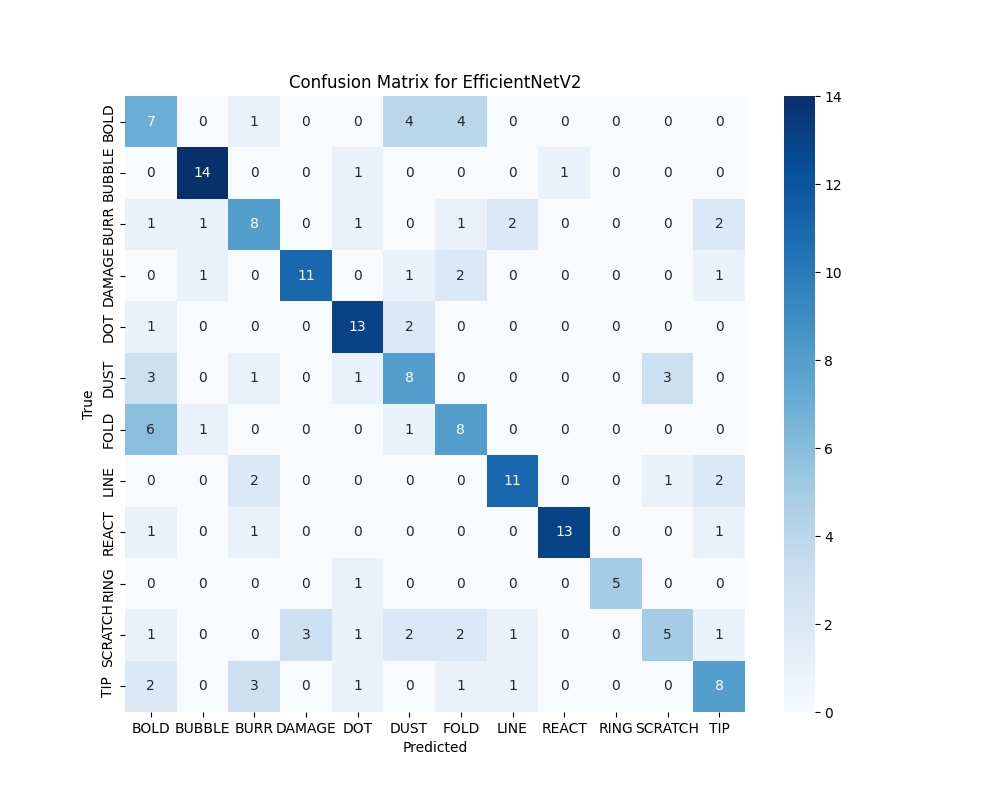 Confusion Matrix for EfficientNetV2
True
BOLD 7 0 1 0 0 4 4 0 0 0 0 0
BUBBLE 0 14 0 0 1 0 0 0 1 0 0 0
BURR 1 1 8 0 1 0 1 2 0 0 0 2
DAMAGE 0 1 0 11 0 1 2 0 0 0 0 1
DOT 1 0 0 0 13 2 0 0 0 0 0 0
DUST 3 0 1 0 1 8 0 0 0 0 3 0
FOLD 6 1 0 0 0 1 8 0 0 0 0 0
LINE 0 0 2 0 0 0 0 11 0 0 1 2
REACT 1 0 1 0 0 0 0 0 13 0 0 1
RING 0 0 0 0 1 0 0 0 0 5 0 0
SCRATCH 1 0 0 3 1 2 2 1 0 0 5 1
TIP 2 0 3 0 1 0 1 1 0 0 0 8
BOLD BUBBLE BURR DAMAGE DOT DUST FOLD LINE REACT RING SCRATCH TIP
Predicted
14
12
10
8
6
4
2
0